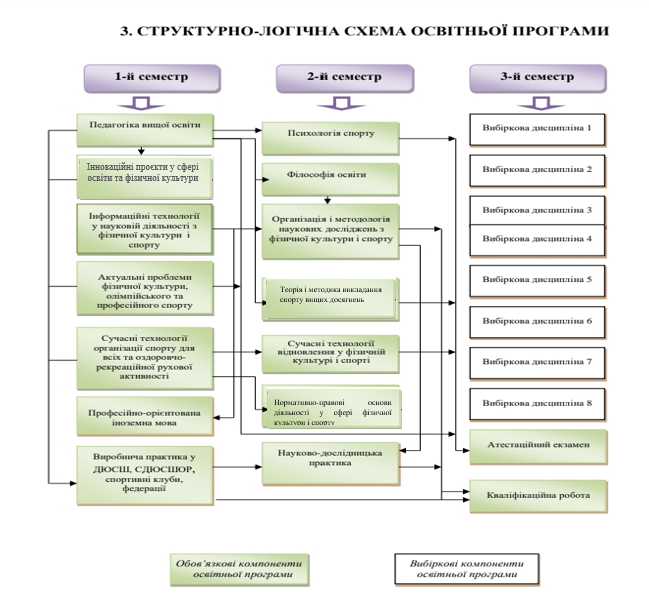 3. СТРУКТУРНО-ЛОГІЧНА СХЕМА ОСВІТНЬОЇ ПРОГРАМИ
1-й семестр
Педагогіка вищої освіти
Інноваційні проєкти у сфері
освіти та фізичної культури
Інформаційні технології
у науковій діяльності з
фізичної культури і
спорту
Актуальні проблеми
фізичної культури,
олімпійського та
професійного спорту
Сучасні технології
організації спорту для
всіх та оздоровчо-
рекреаційної рухової
активності
Професійно-орієнтована
іноземна мова
Виробнича практика у
ДЮСШ, СДЮСШОР,
спортивні клуби,
федерації
2-й семестр
Психологія спорту
Філософія освіти
Організація і методологія
наукових досліджень з
фізичної культури і спорту
Теорія і методика викладання
спорту вищих досягнень
Сучасні технології
відновлення у фізичній
культурі і спорті
Нормативно-правові основи
діяльності у сфері фізичної
культури і спорту
Науково-дослідницька
практика
3-й семестр
Вибіркова дисципліна 1
Вибіркова дисципліна 2
Вибіркова дисципліна 3
Вибіркова дисципліна 4
Вибіркова дисципліна 5
Вибіркова дисципліна 6
Вибіркова дисципліна 7
Вибіркова дисципліна 8
Атестаційний екзамен
Кваліфікаційна робота
Обов'язкові компоненти
освітньої програми
Вибіркові компоненти
освітньої програми